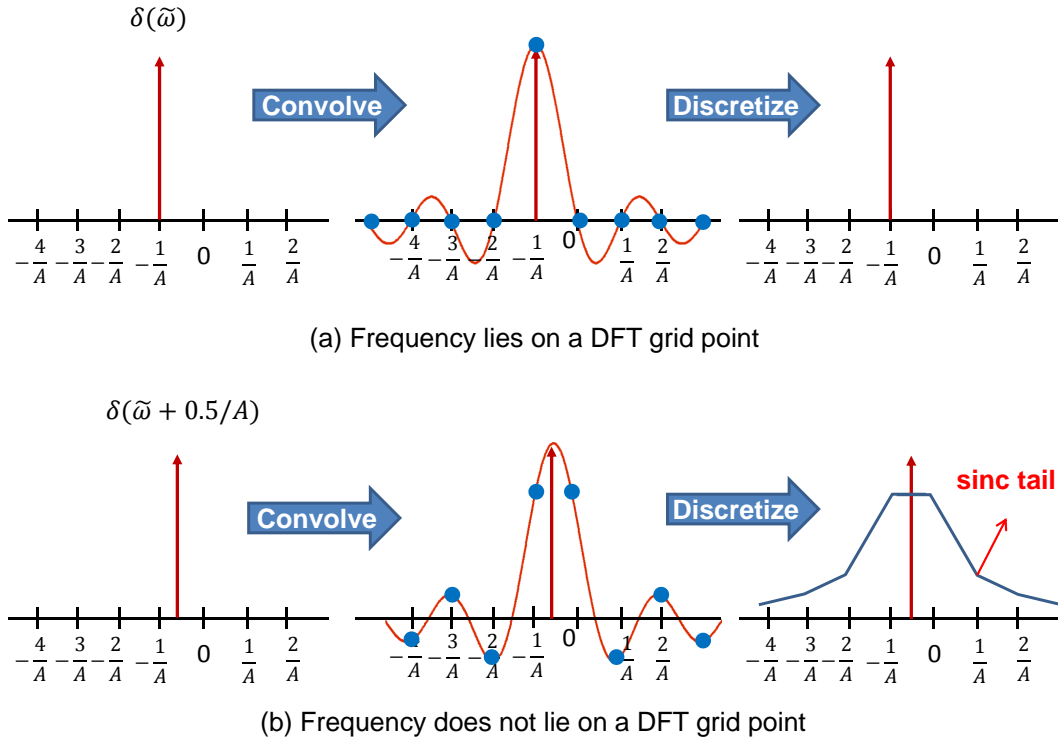 δ(ω̃)
Convolve
Discretize
−4/A −3/A −2/A −1/A 0 1/A 2/A
−4/A −3/A −2/A −1/A 0 1/A 2/A
−4/A −3/A −2/A −1/A 0 1/A 2/A
(a) Frequency lies on a DFT grid point
δ(ω̃ + 0.5/A)
sinc tail
Convolve
Discretize
−4/A −3/A −2/A −1/A 0 1/A 2/A
−3/A −2/A −1/A 0 1/A 2/A
−4/A −3/A −2/A −1/A 0 1/A 2/A
(b) Frequency does not lie on a DFT grid point